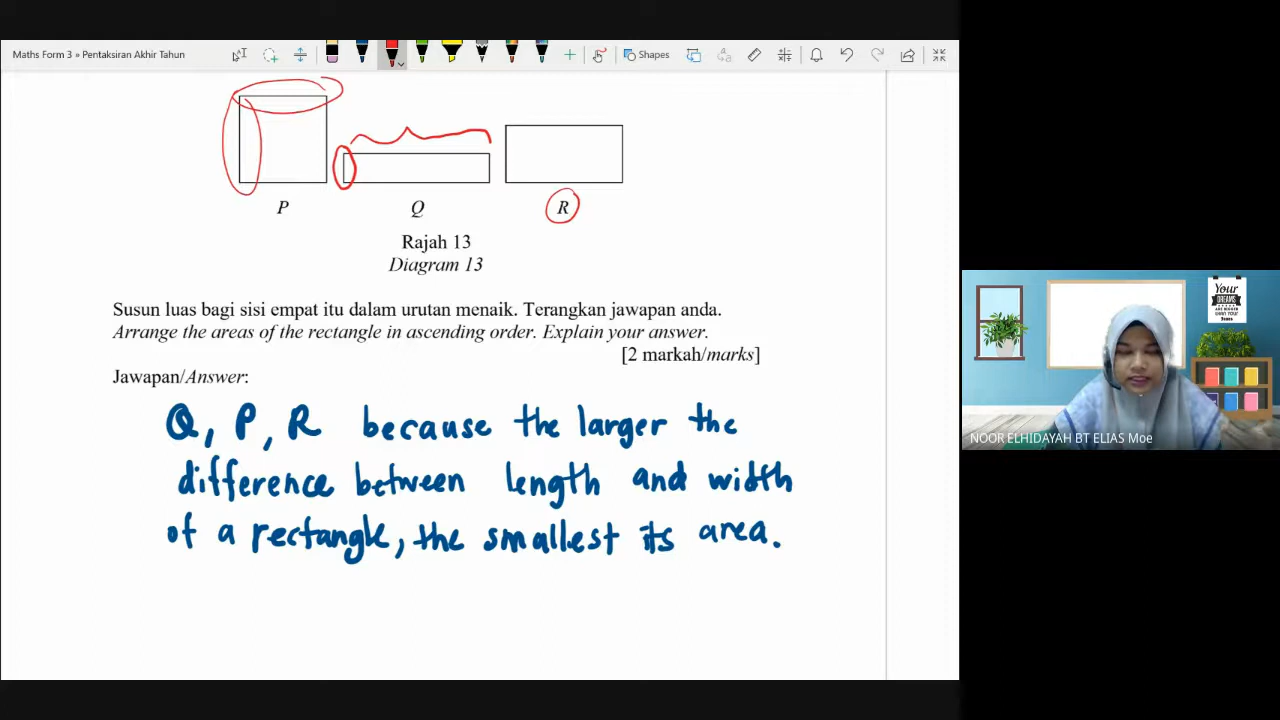 Maths Form 3 » Pentaksiran Akhir Tahun
Shapes
P
Q
R
Rajah 13
Diagram 13
Susun luas bagi sisi empat itu dalam urutan menaik. Terangkan jawapan anda.
Arrange the areas of the rectangle in ascending order. Explain your answer.
[2 markah/marks]
Jawapan/Answer:
Q, P, R because the larger the
difference between length and width
of a rectangle, the smallest its area.
Your
DREAMS
NOOR ELHIDAYAH BT ELIAS Moe